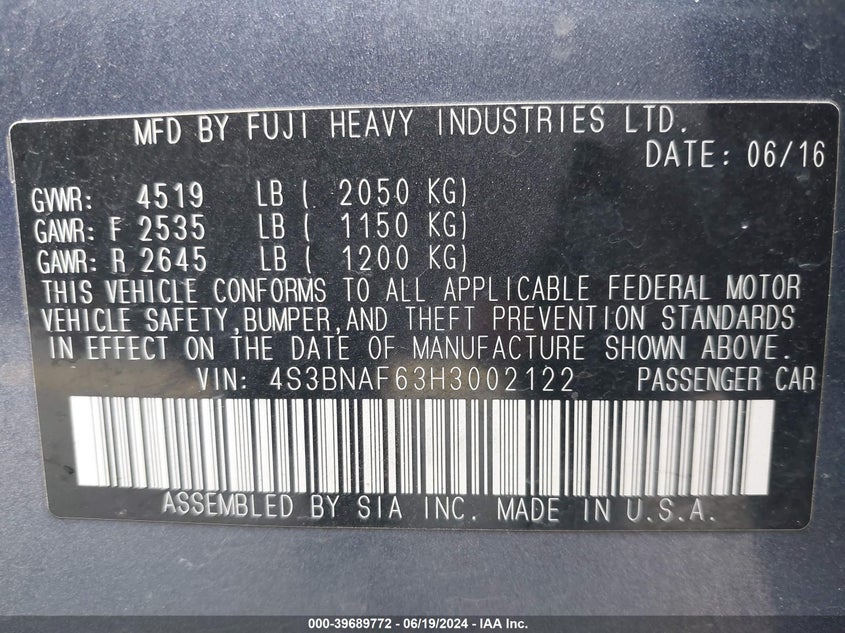 MFD BY FUJI HEAVY INDUSTRIES LTD.
DATE: 06/16
GVWR: 4519 LB ( 2050 KG)
GAWR: F 2535 LB ( 1150 KG)
GAWR: R 2645 LB ( 1200 KG)
THIS VEHICLE CONFORMS TO ALL APPLICABLE FEDERAL MOTOR
VEHICLE SAFETY,BUMPER,AND THEFT PREVENTION STANDARDS
IN EFFECT ON THE DATE OF MANUFACTURE SHOWN ABOVE.
VIN: 4S3BNAF63H3002122 PASSENGER CAR
ASSEMBLED BY SIA INC. MADE IN U.S.A.
000-39689772 - 06/19/2024 - IAA Inc.